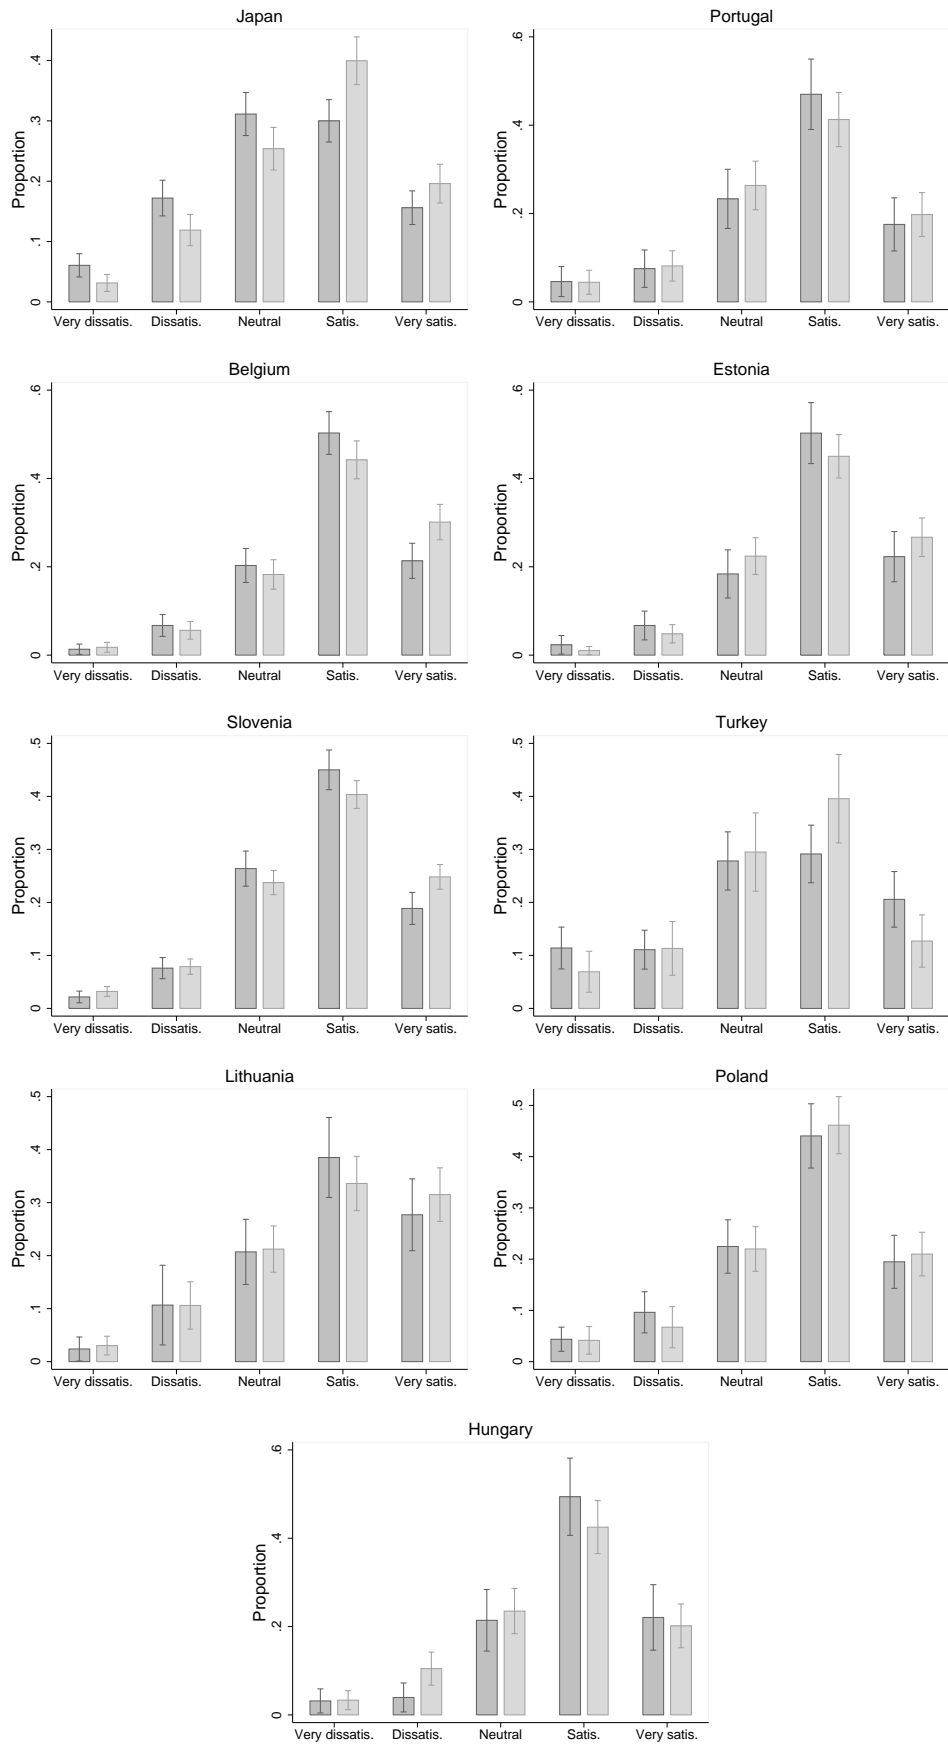 Japan
Proportion
.4
.3
.2
.1
0
Very dissatis. Dissatis. Neutral Satis. Very satis.
Portugal
Proportion
.6
.4
.2
0
Very dissatis. Dissatis. Neutral Satis. Very satis.
Belgium
Proportion
.6
.4
.2
0
Very dissatis. Dissatis. Neutral Satis. Very satis.
Estonia
Proportion
.6
.4
.2
0
Very dissatis. Dissatis. Neutral Satis. Very satis.
Slovenia
Proportion
.5
.4
.3
.2
.1
0
Very dissatis. Dissatis. Neutral Satis. Very satis.
Turkey
Proportion
.5
.4
.3
.2
.1
0
Very dissatis. Dissatis. Neutral Satis. Very satis.
Lithuania
Proportion
.5
.4
.3
.2
.1
0
Very dissatis. Dissatis. Neutral Satis. Very satis.
Poland
Proportion
.5
.4
.3
.2
.1
0
Very dissatis. Dissatis. Neutral Satis. Very satis.
Hungary
Proportion
.6
.4
.2
0
Very dissatis. Dissatis. Neutral Satis. Very satis.